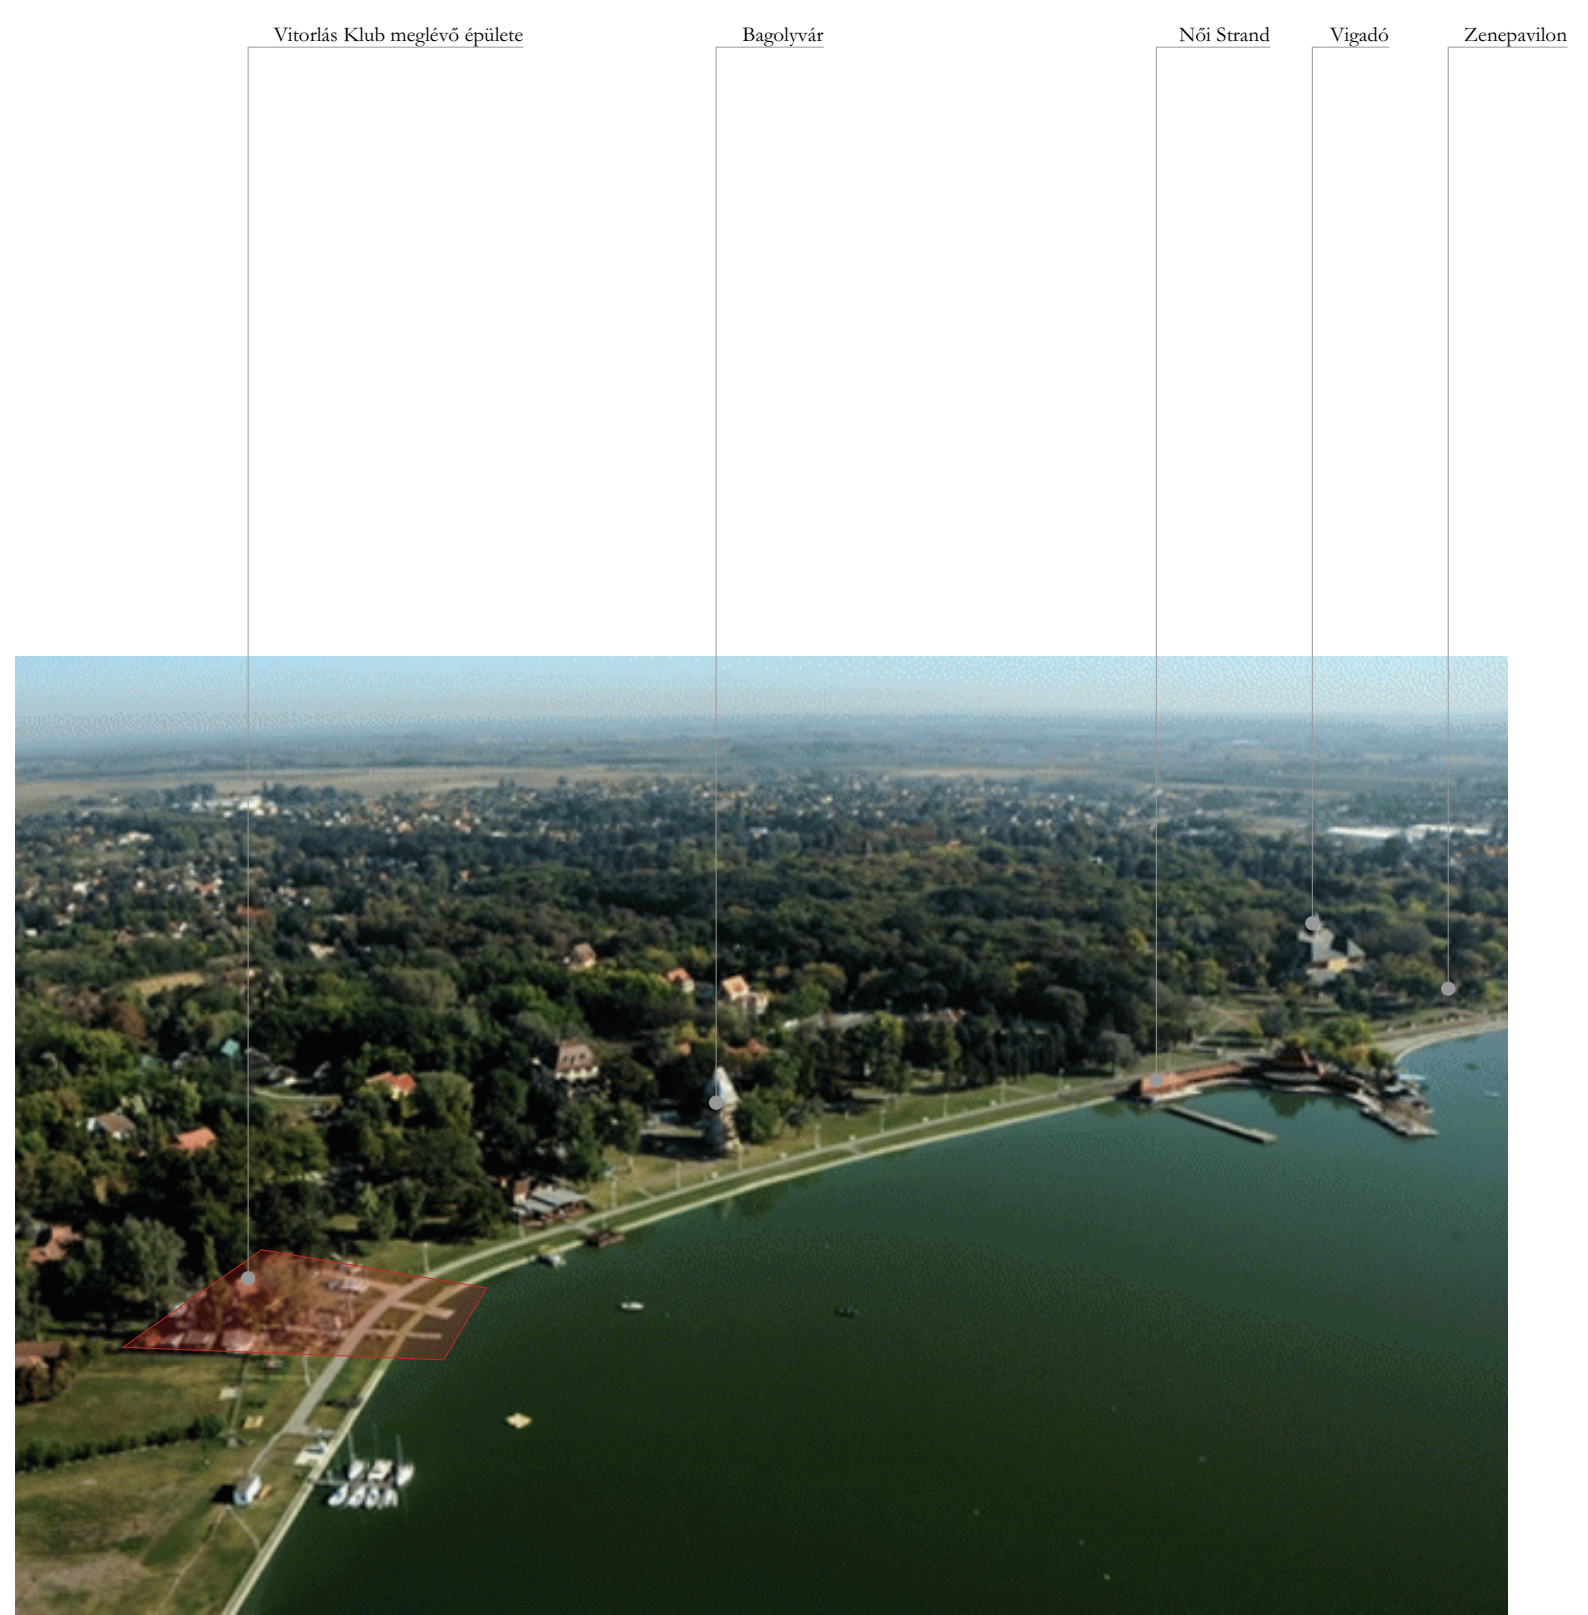 Vitorlás Klub meglévő épülete
Bagolyvár
Női Strand
Vigadó
Zenepavilon